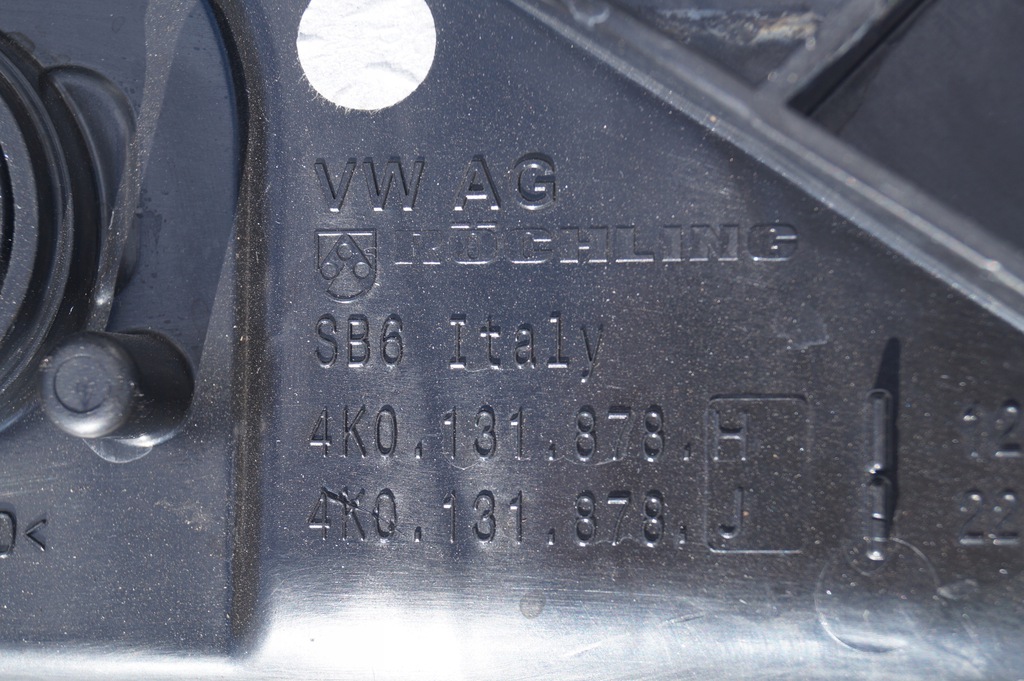 VW AG
RÖCHLING
SB6 Italy
4K0.131.878.H
4K0.131.878.J
12
22
<